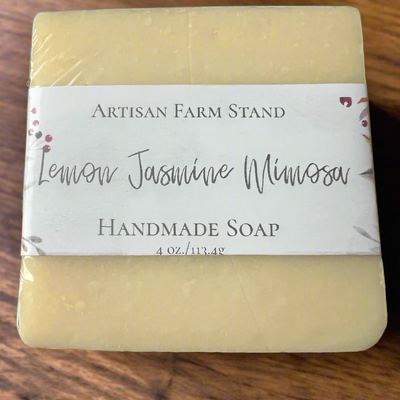 Artisan Farm Stand
Lemon Jasmine Mimosa
Handmade Soap
4 oz./113.4g